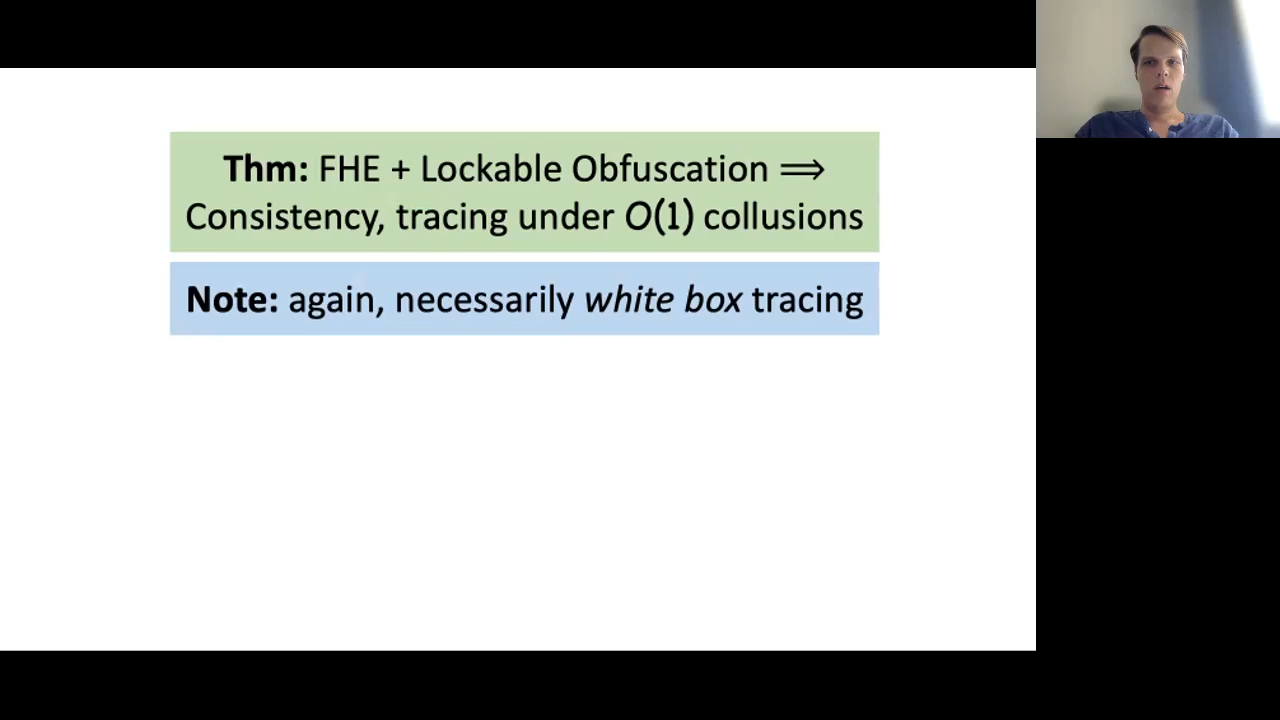 Thm: FHE + Lockable Obfuscation ⟹
Consistency, tracing under O(1) collusions
Note: again, necessarily white box tracing